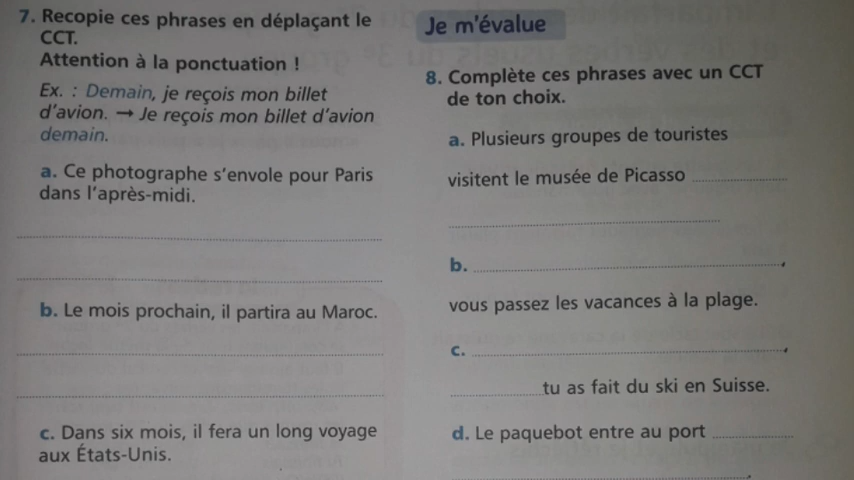 7. Recopie ces phrases en déplaçant le
CCT.
Attention à la ponctuation !
Ex. : Demain, je reçois mon billet
d'avion. → Je reçois mon billet d'avion
demain.
a. Ce photographe s'envole pour Paris
dans l'après-midi.
b. Le mois prochain, il partira au Maroc.
c. Dans six mois, il fera un long voyage
aux États-Unis.
Je m'évalue
8. Complète ces phrases avec un CCT
de ton choix.
a. Plusieurs groupes de touristes
visitent le musée de Picasso
b. ,
vous passez les vacances à la plage.
c. ,
tu as fait du ski en Suisse.
d. Le paquebot entre au port
.